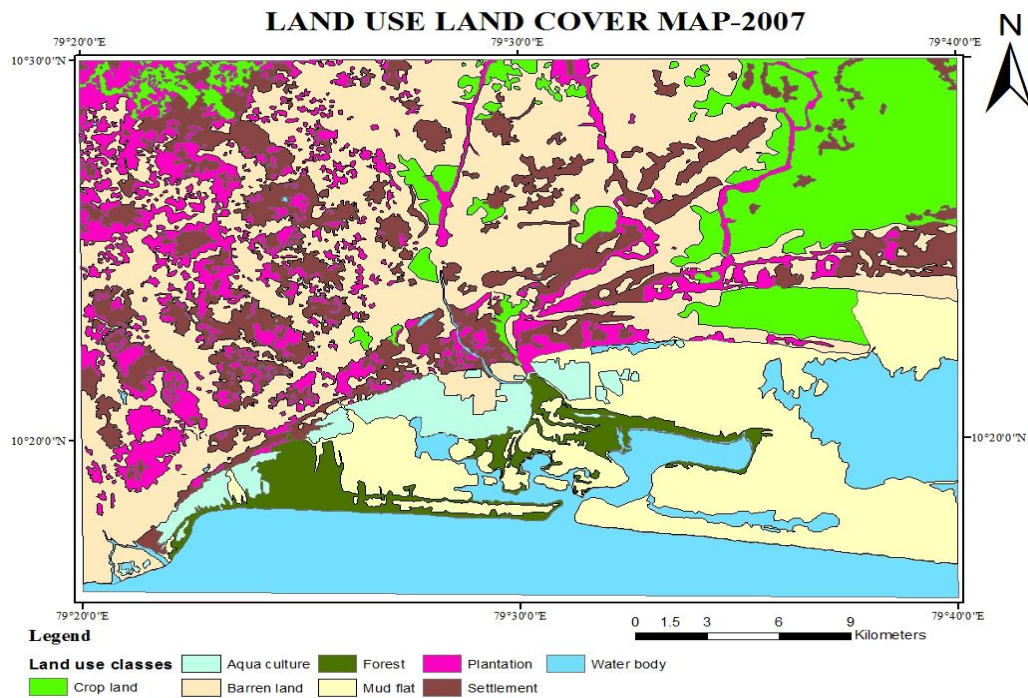 LAND USE LAND COVER MAP-2007
N
79°20'0"E 79°30'0"E 79°40'0"E
10°30'0"N 10°30'0"N
10°20'0"N 10°20'0"N
79°20'0"E 79°30'0"E 79°40'0"E
Legend
0 1.5 3 6 9
Kilometers
Land use classes Aqua culture Forest Plantation Water body
Crop land Barren land Mud flat Settlement